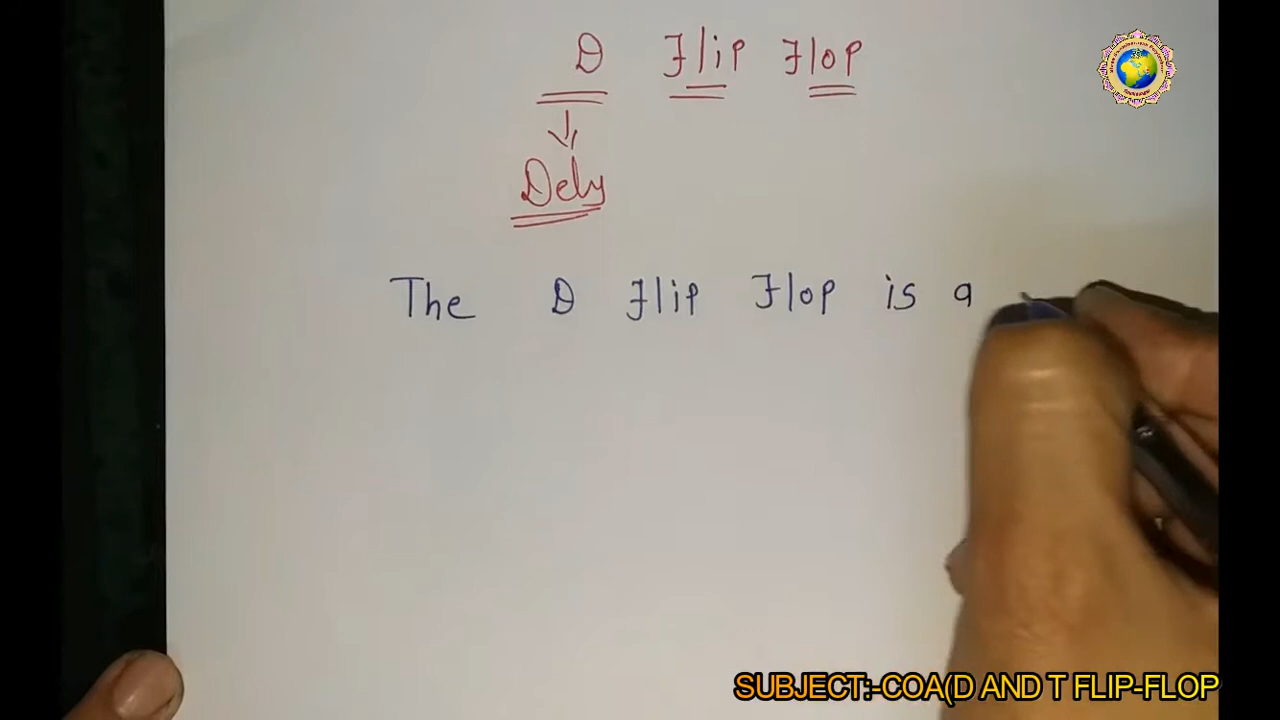 D Flip Flop
Dely
The D Flip Flop is a
SUBJECT:-COA(D AND T FLIP-FLOP